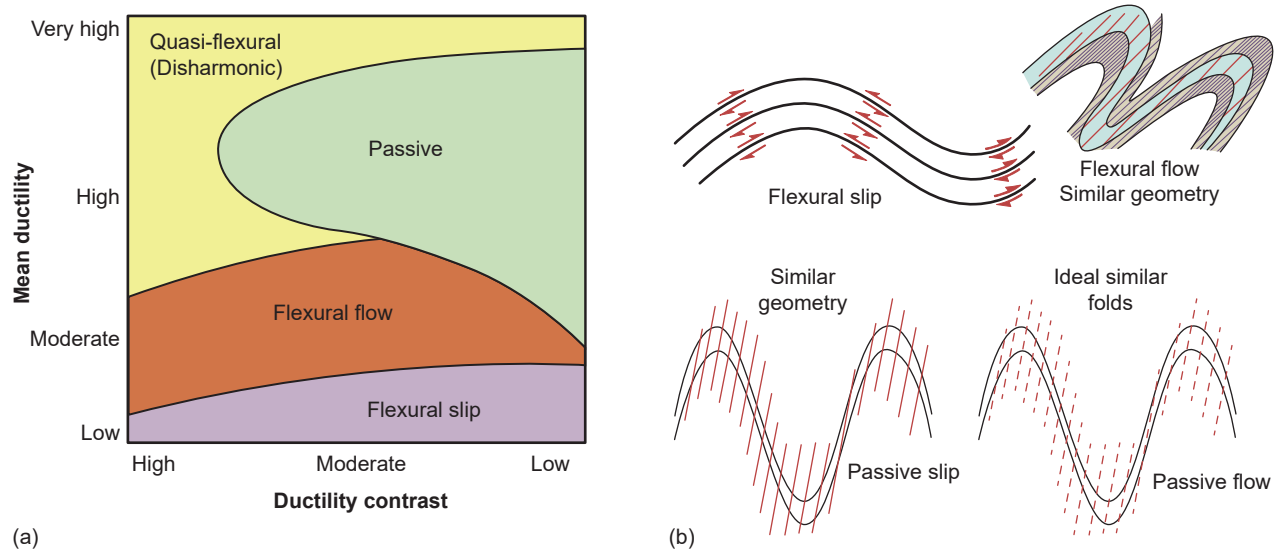 Very high
Quasi-flexural
(Disharmonic)
Passive
Mean ductility
High
Flexural flow
Moderate
Flexural slip
Low
High
Moderate
Low
Ductility contrast
(a)
Flexural slip
Flexural flow
Similar geometry
Similar
geometry
Passive slip
Ideal similar
folds
Passive flow
(b)